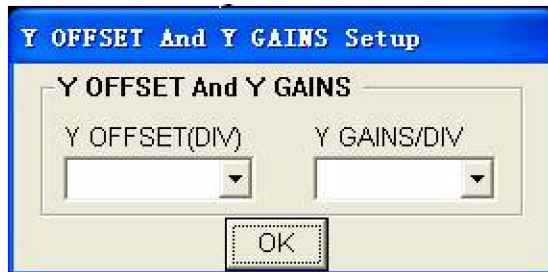 Y OFFSET And Y GAINS Setup
Y OFFSET And Y GAINS
Y OFFSET(DIV) Y GAINS/DIV
OK